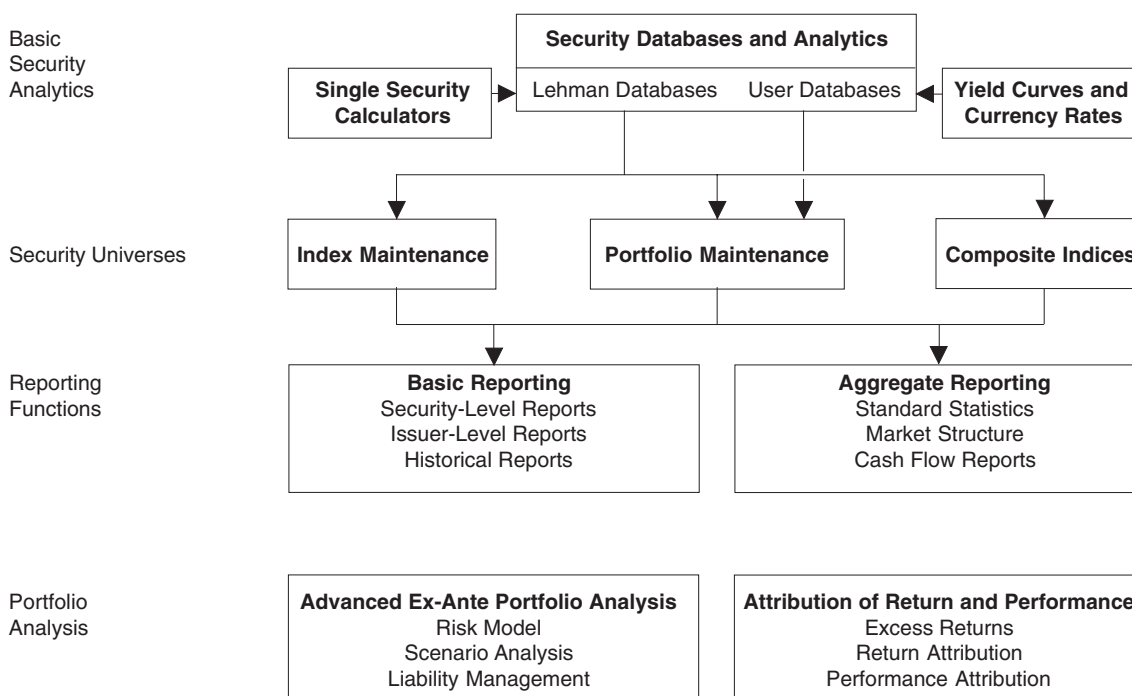 Basic
Security
Analytics
Security Databases and Analytics
Lehman Databases User Databases
Single Security
Calculators
Yield Curves and
Currency Rates
Security Universes
Index Maintenance
Portfolio Maintenance
Composite Indices
Reporting
Functions
Basic Reporting
Security-Level Reports
Issuer-Level Reports
Historical Reports
Aggregate Reporting
Standard Statistics
Market Structure
Cash Flow Reports
Portfolio
Analysis
Advanced Ex-Ante Portfolio Analysis
Risk Model
Scenario Analysis
Liability Management
Attribution of Return and Performance
Excess Returns
Return Attribution
Performance Attribution